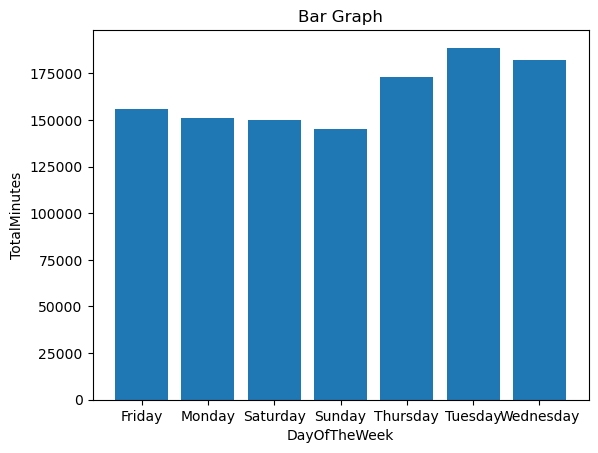 Bar Graph
TotalMinutes
175000
150000
125000
100000
75000
50000
25000
0
Friday Monday Saturday Sunday Thursday Tuesday Wednesday
DayOfTheWeek